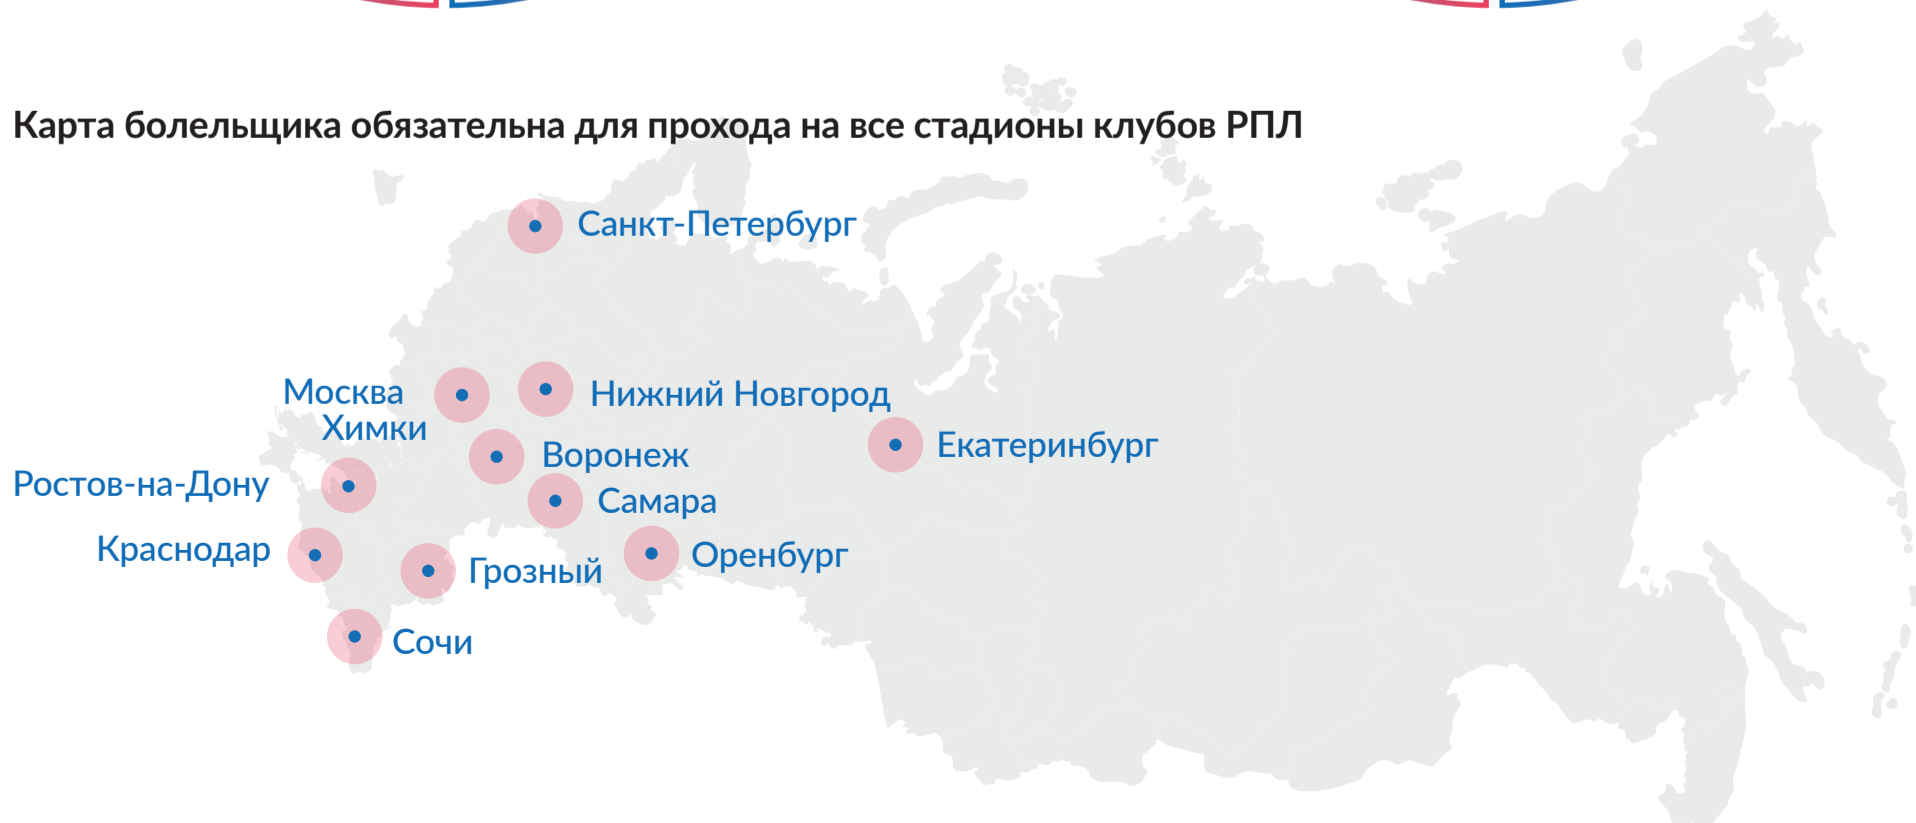 Карта болельщика обязательна для прохода на все стадионы клубов РПЛ
Санкт-Петербург
Москва
Химки
Нижний Новгород
Екатеринбург
Воронеж
Ростов-на-Дону
Самара
Краснодар
Оренбург
Грозный
Сочи